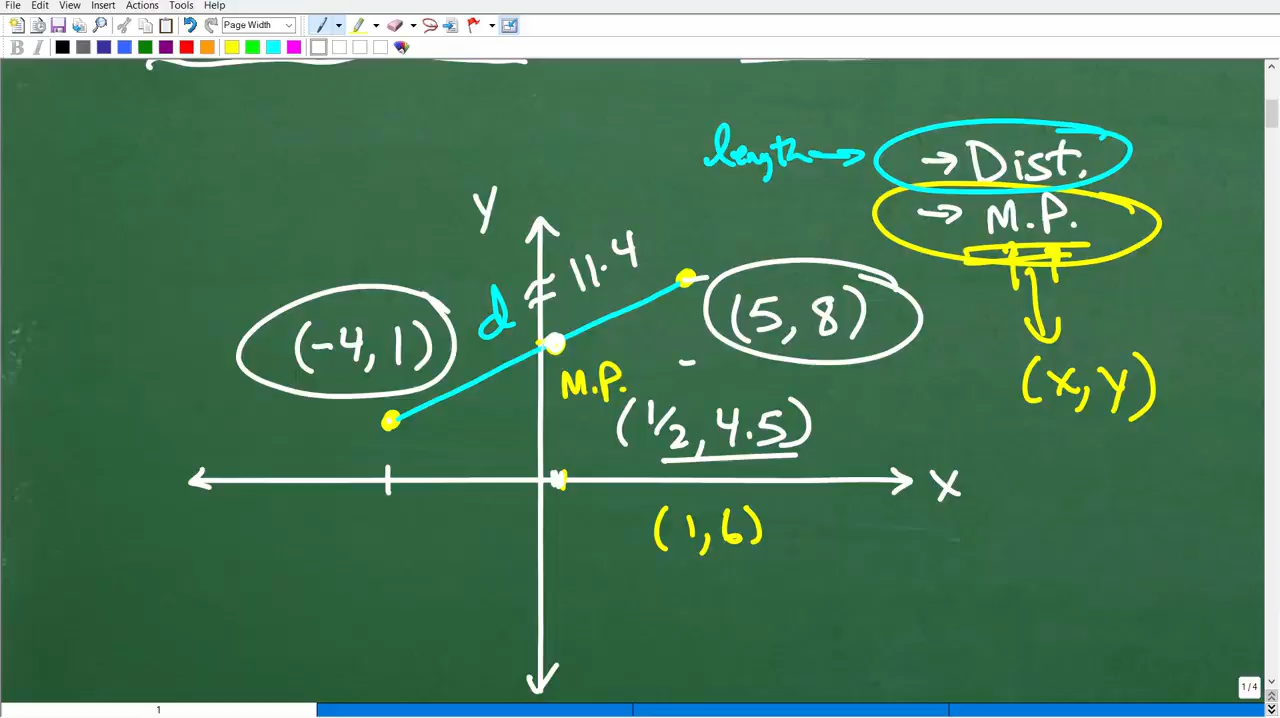 File Edit View Insert Actions Tools Help
Page Width
B I
length → → Dist.
→ M.P.
y
11.4
d
(-4, 1)
(5, 8)
M.P.
(x, y)
(1/2, 4.5)
x
(1, 6)
1/4
1